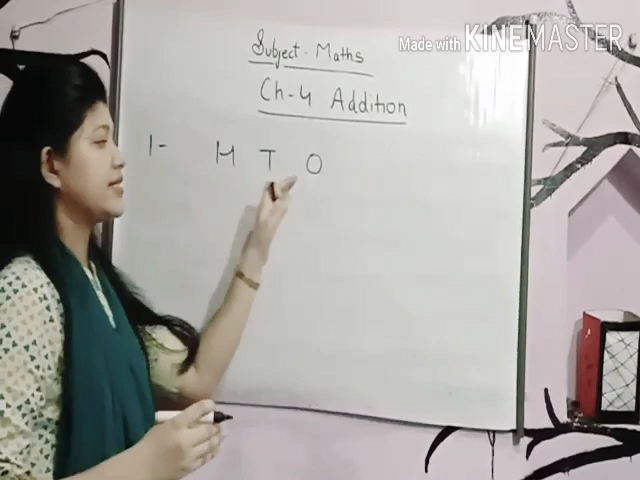 Made with KINEMASTER
Subject - Maths
Ch-4 Addition
1- H T O